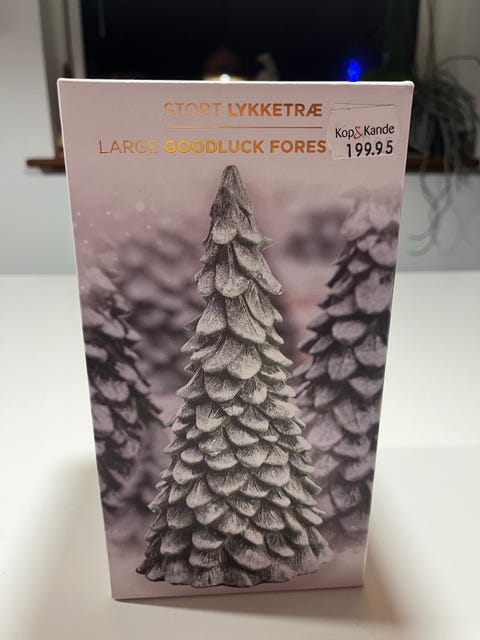 STORT LYKKETRÆ
LARGE GOODLUCK FORES
Kop&Kande
199.95